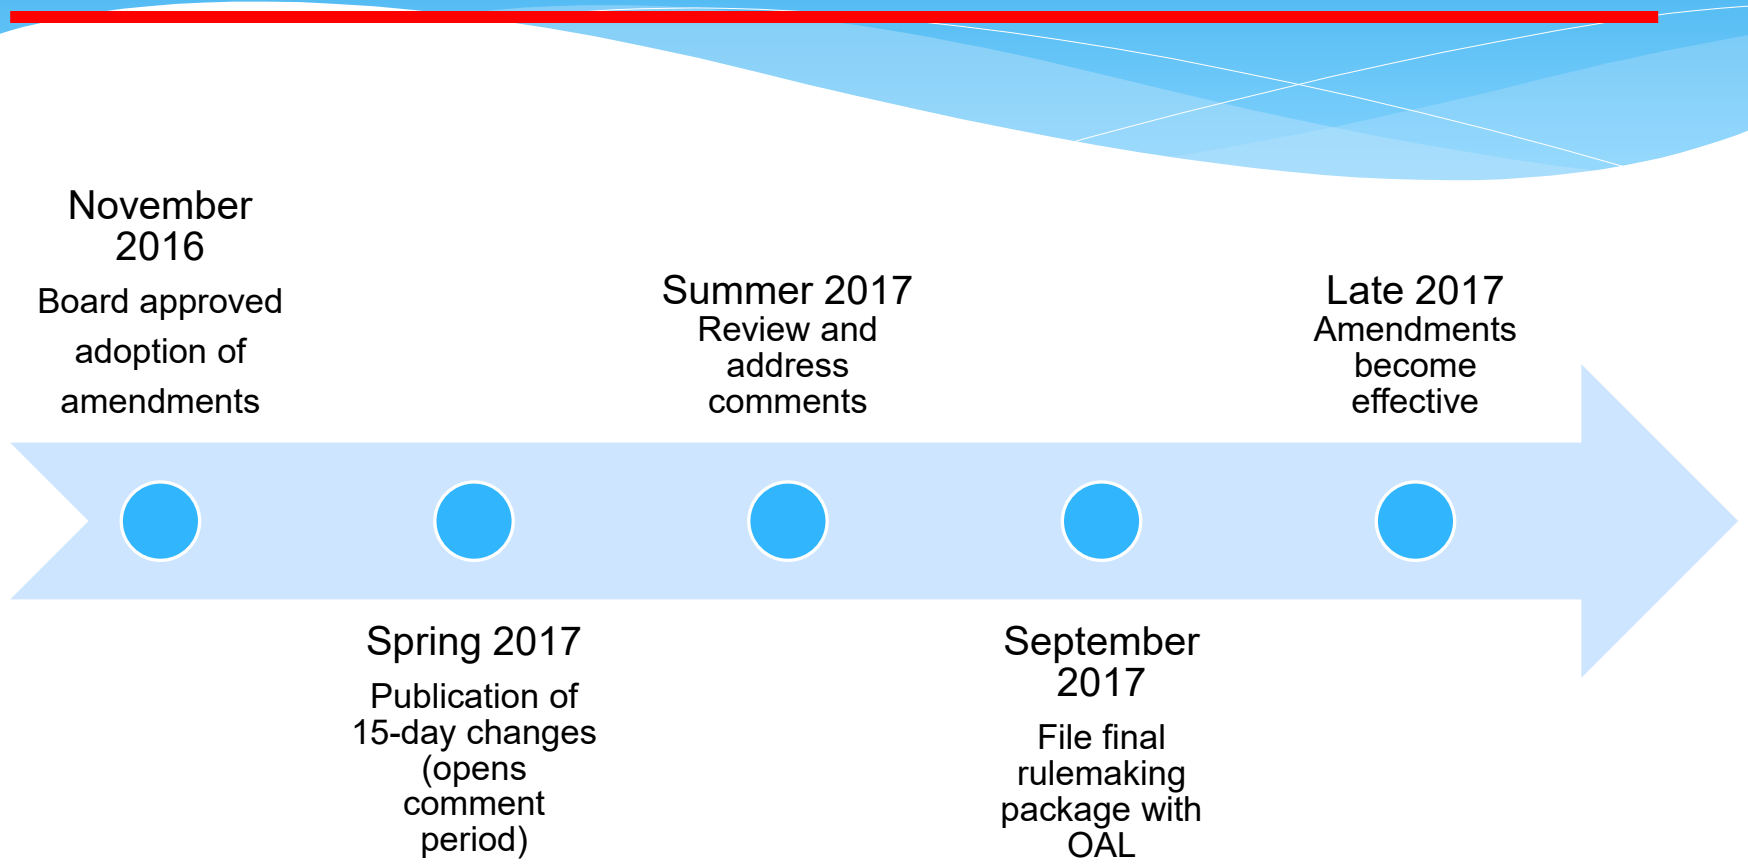 November
2016
Board approved
adoption of
amendments
Spring 2017
Publication of
15-day changes
(opens
comment
period)
Summer 2017
Review and
address
comments
September
2017
File final
rulemaking
package with
OAL
Late 2017
Amendments
become
effective